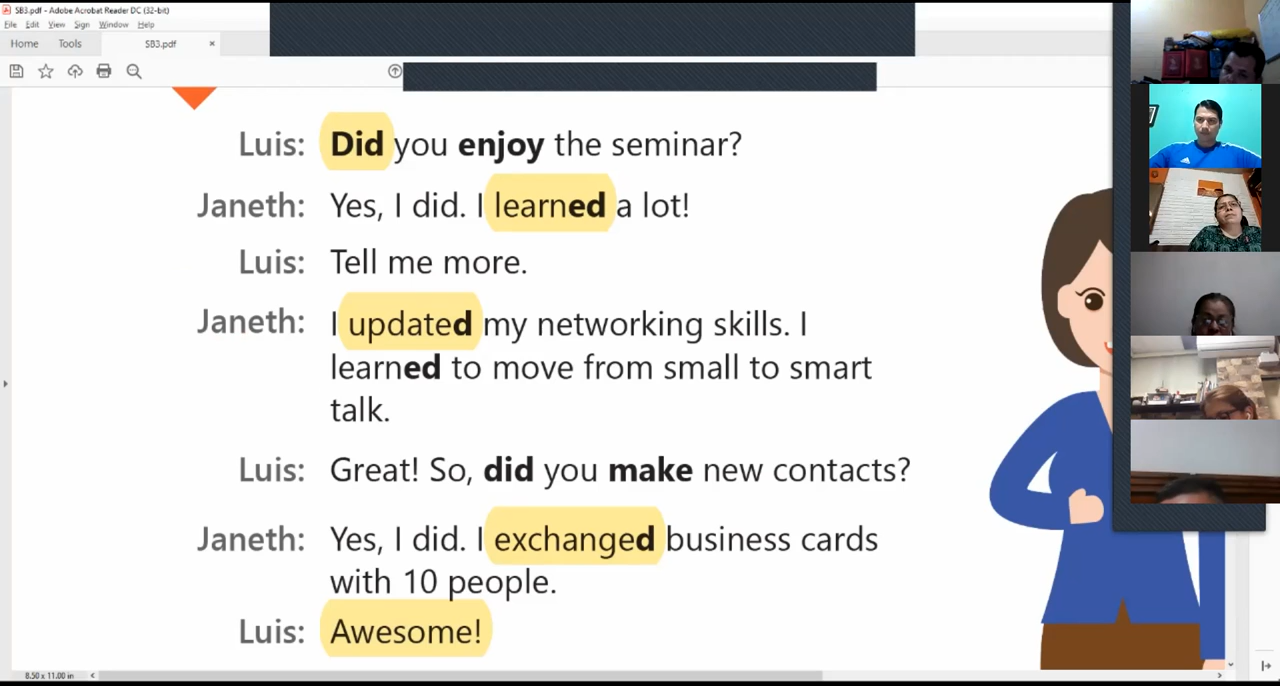 SB3.pdf - Adobe Acrobat Reader DC (32-bit)
File Edit View Sign Window Help
Home Tools SB3.pdf ×
Luis: Did you enjoy the seminar?
Janeth: Yes, I did. I learned a lot!
Luis: Tell me more.
Janeth: I updated my networking skills. I
learned to move from small to smart
talk.
Luis: Great! So, did you make new contacts?
Janeth: Yes, I did. I exchanged business cards
with 10 people.
Luis: Awesome!
8.50 x 11.00 in